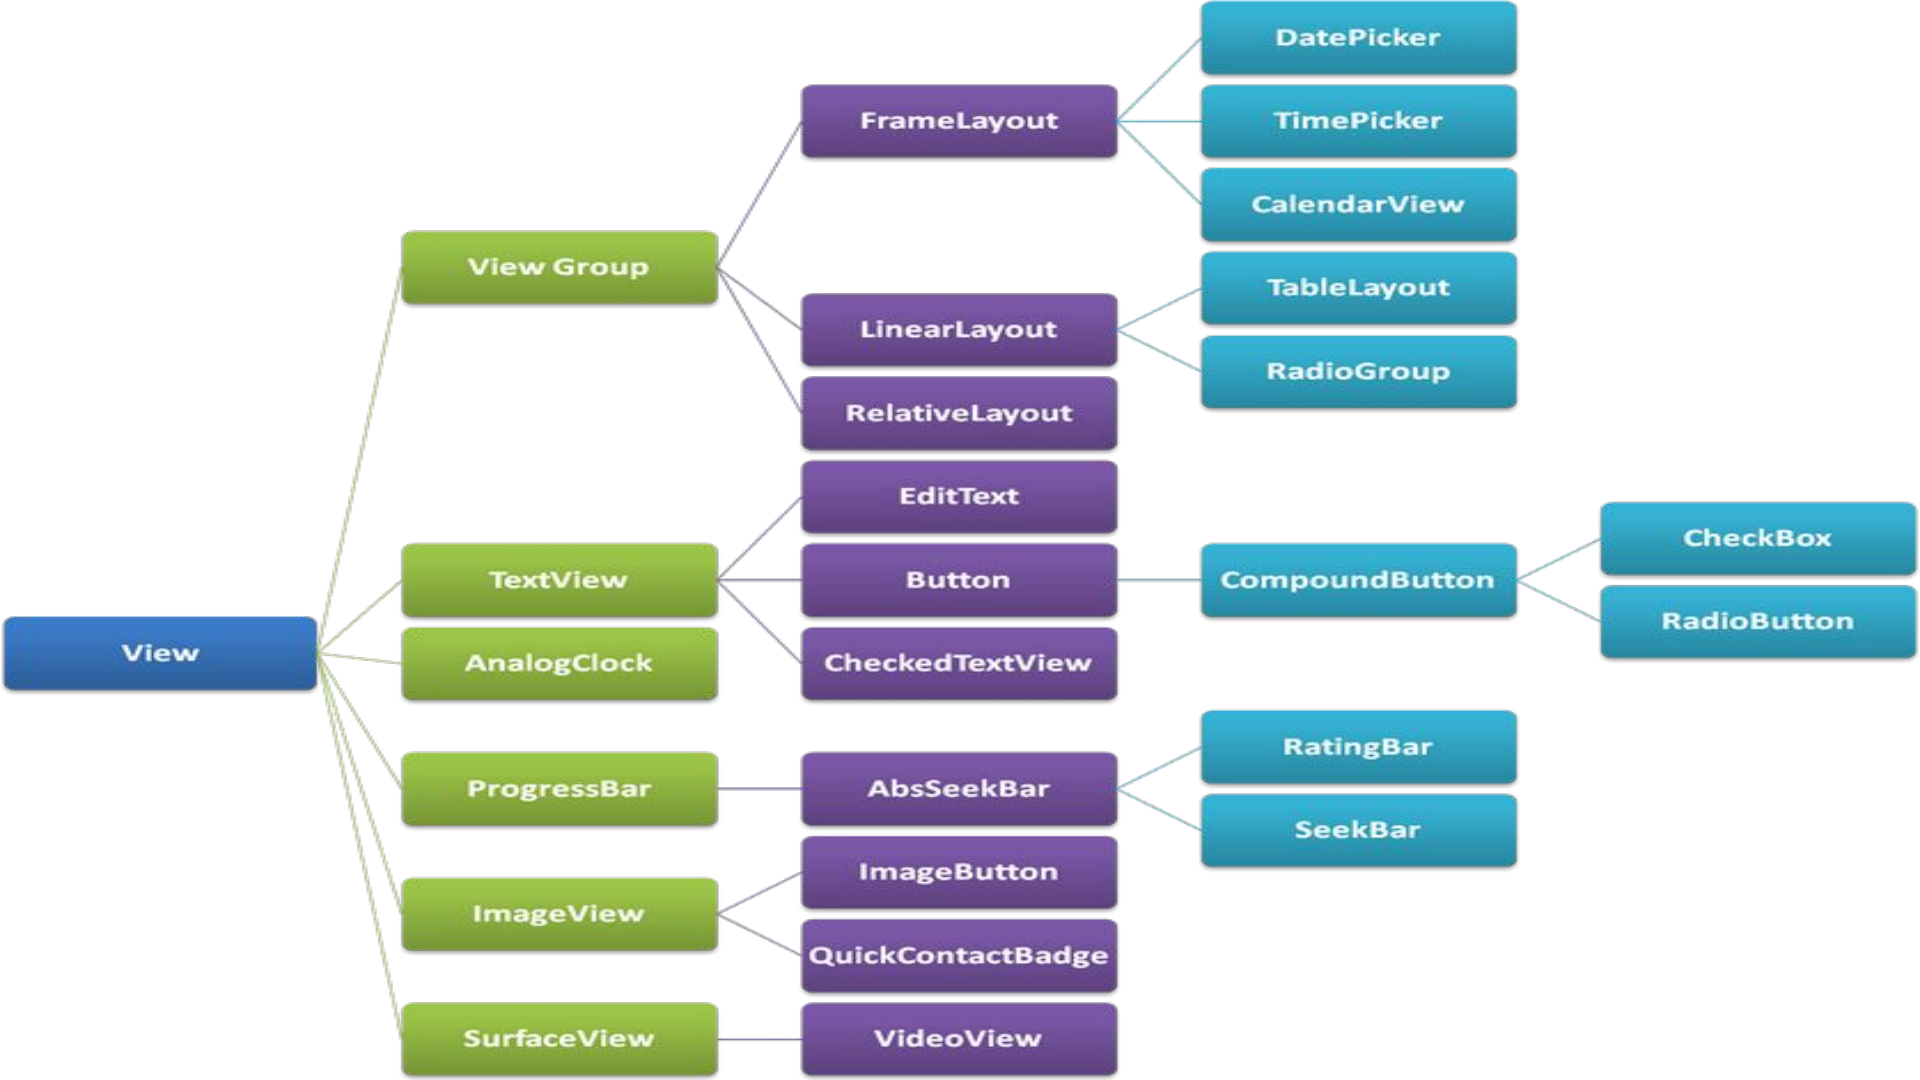 View
View Group
TextView
AnalogClock
ProgressBar
ImageView
SurfaceView
FrameLayout
LinearLayout
RelativeLayout
EditText
Button
CheckedTextView
AbsSeekBar
ImageButton
QuickContactBadge
VideoView
DatePicker
TimePicker
CalendarView
TableLayout
RadioGroup
CompoundButton
RatingBar
SeekBar
CheckBox
RadioButton